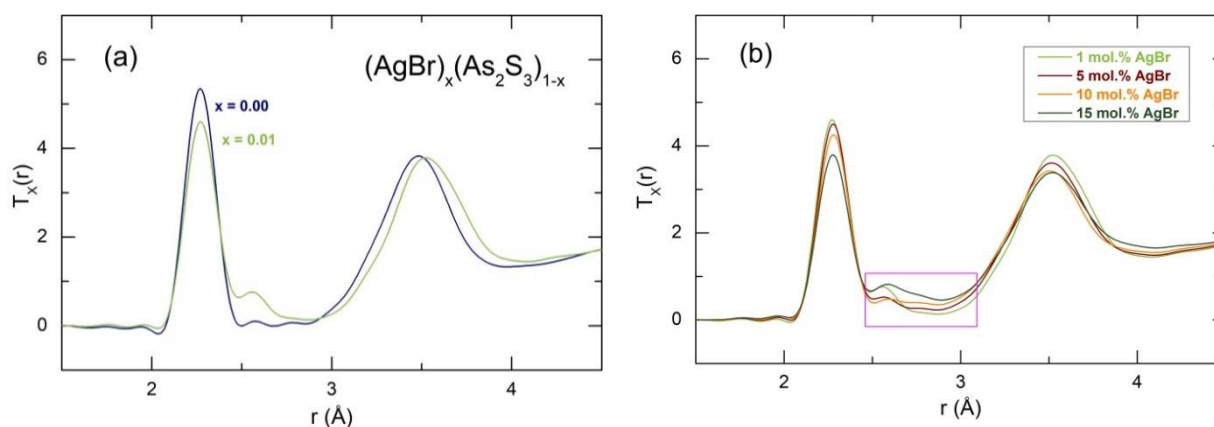 (a)
(AgBr)ₓ(As₂S₃)₁₋ₓ
x = 0.00
x = 0.01
Tₓ(r)
6
4
2
0
2
3
4
r (Å)
(b)
1 mol.% AgBr
5 mol.% AgBr
10 mol.% AgBr
15 mol.% AgBr
Tₓ(r)
6
4
2
0
2
3
4
r (Å)